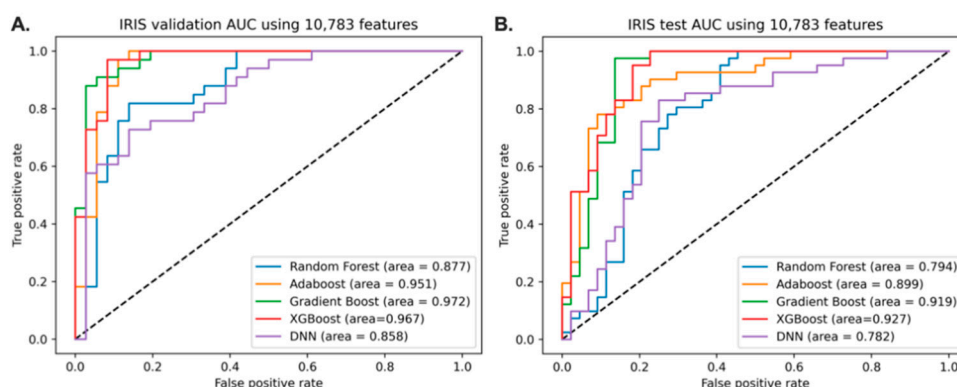 A.
IRIS validation AUC using 10,783 features
True positive rate
1.0
0.8
0.6
0.4
0.2
0.0
Random Forest (area = 0.877)
Adaboost (area = 0.951)
Gradient Boost (area = 0.972)
XGBoost (area=0.967)
DNN (area = 0.858)
0.0 0.2 0.4 0.6 0.8 1.0
False positive rate
B.
IRIS test AUC using 10,783 features
True positive rate
1.0
0.8
0.6
0.4
0.2
0.0
Random Forest (area = 0.794)
Adaboost (area = 0.899)
Gradient Boost (area = 0.919)
XGBoost (area=0.927)
DNN (area = 0.782)
0.0 0.2 0.4 0.6 0.8 1.0
False positive rate